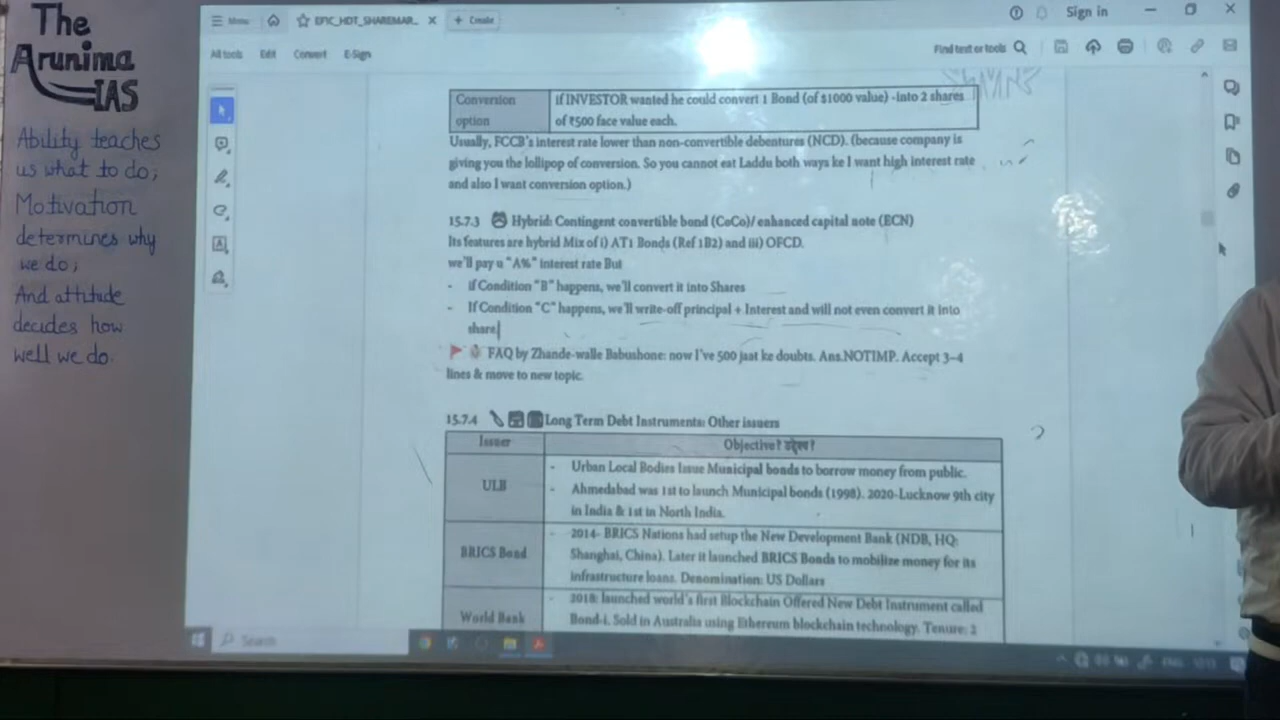 The
Arunima
IAS
Ability teaches
us what to do;
Motivation
determines why
we do;
And attitude
decides how
well we do.
Menu
EFIC_HDT_SHAREMAR...
+ Create
Sign in
All tools Edit Convert E-Sign
Find text or tools
Conversion option
if INVESTOR wanted he could convert 1 Bond (of $1000 value) -into 2 shares
of ₹500 face value each.
Usually, FCCB's interest rate lower than non-convertible debentures (NCD). (because company is
giving you the lollipop of conversion. So you cannot eat Laddu both ways ke I want high interest rate
and also I want conversion option.)
15.7.3 Hybrid: Contingent convertible bond (CoCo)/ enhanced capital note (ECN)
Its features are hybrid Mix of i) AT1 Bonds (Ref 1B2) and iii) OFCD.
we'll pay u "A%" interest rate But
- if Condition "B" happens, we'll convert it into Shares
- If Condition "C" happens, we'll write-off principal + Interest and will not even convert it into
share
FAQ by Zhande-walle Babushone: now I've 500 jaat ke doubts. Ans.NOTIMP. Accept 3-4
lines & move to new topic.
15.7.4 Long Term Debt Instruments: Other issuers
Issuer Objective? उद्देश्य?
ULB
- Urban Local Bodies Issue Municipal bonds to borrow money from public.
- Ahmedabad was 1st to launch Municipal bonds (1998). 2020-Lucknow 9th city
in India & 1st in North India.
BRICS Bond
- 2014- BRICS Nations had setup the New Development Bank (NDB, HQ:
Shanghai, China). Later it launched BRICS Bonds to mobilize money for its
infrastructure loans. Denomination: US Dollars
World Bank
- 2018: launched world's first Blockchain Offered New Debt Instrument called
Bond-i. Sold in Australia using Ethereum blockchain technology. Tenure: 2
Search